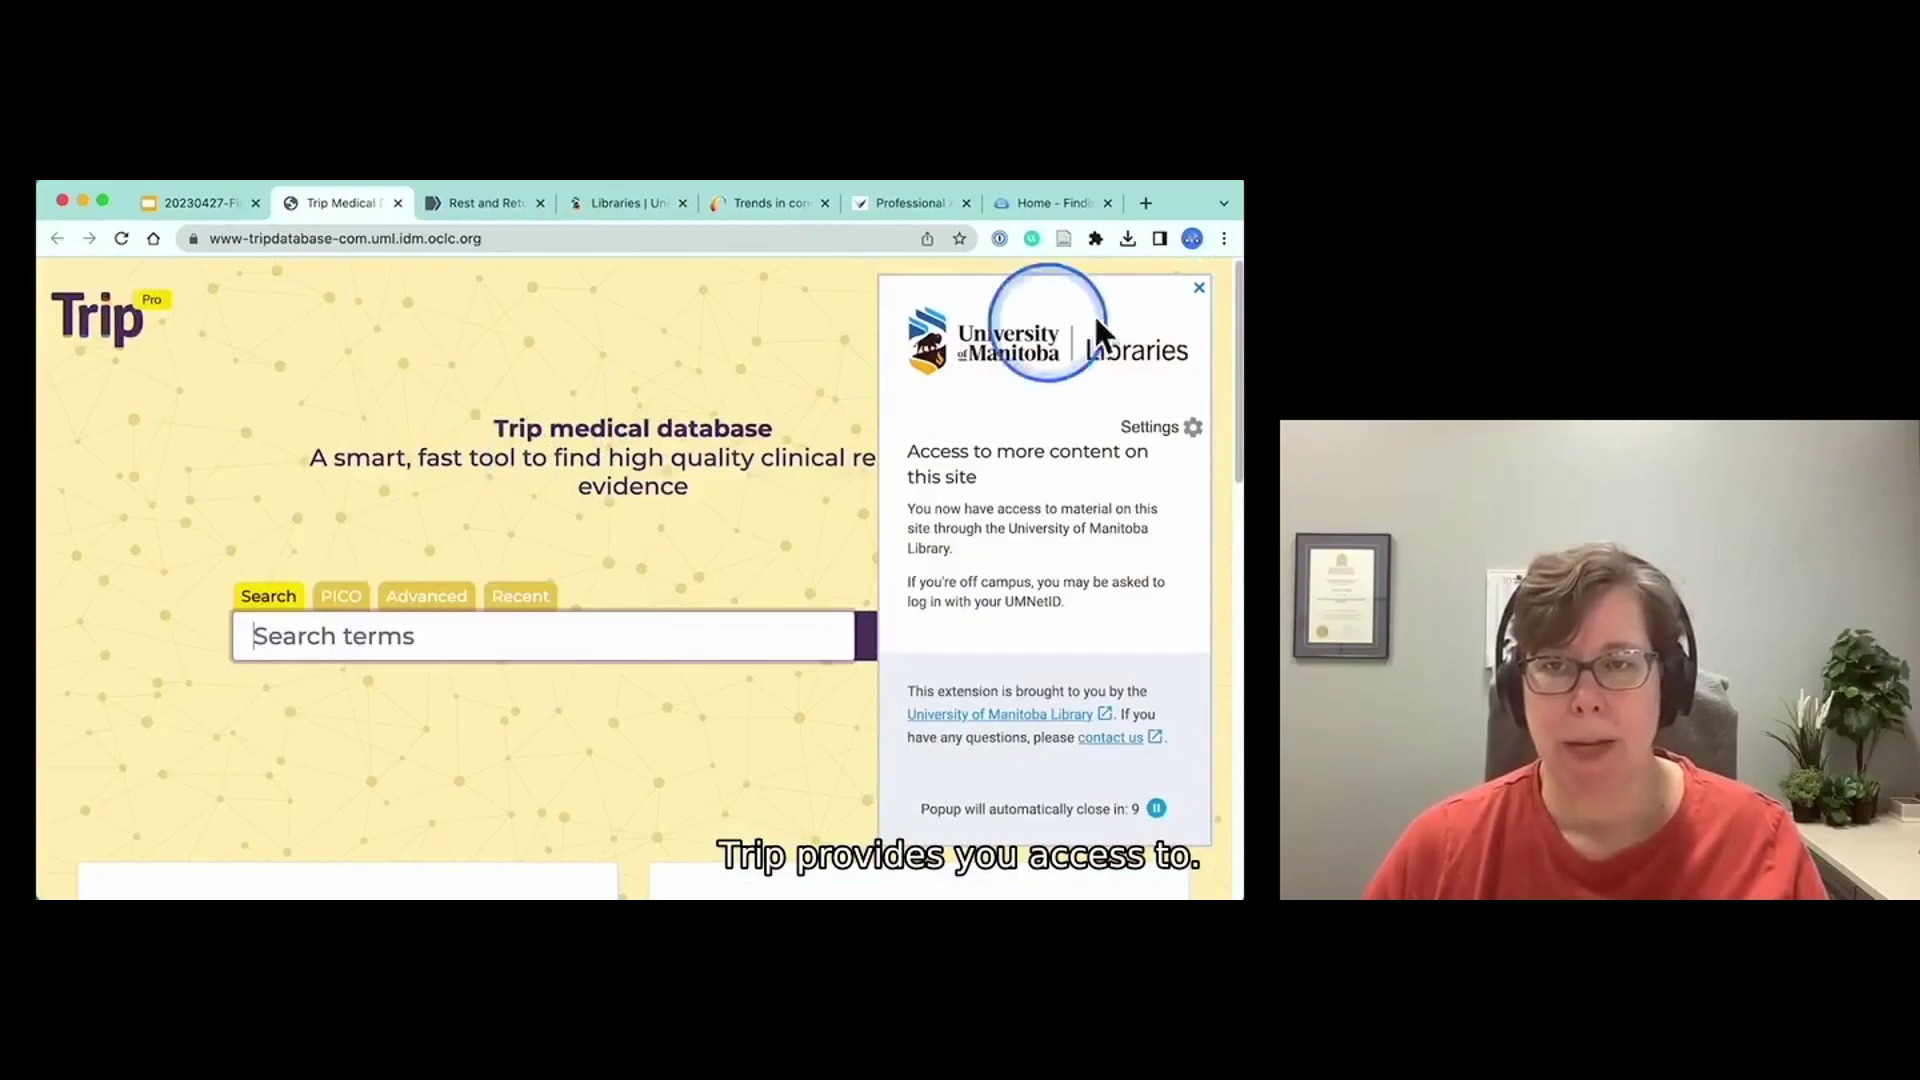 20230427-Fi
Trip Medical
Rest and Retu
Libraries | Uni
Trends in con
Professional
Home - Findi
www-tripdatabase-com.uml.idm.oclc.org
Trip Pro
University
of Manitoba
Libraries
Trip medical database
A smart, fast tool to find high quality clinical re
evidence
Search PICO Advanced Recent
Search terms
Settings
Access to more content on
this site
You now have access to material on this
site through the University of Manitoba
Library.
If you're off campus, you may be asked to
log in with your UMNetID.
This extension is brought to you by the
University of Manitoba Library. If you
have any questions, please contact us.
Popup will automatically close in: 9
Trip provides you access to.